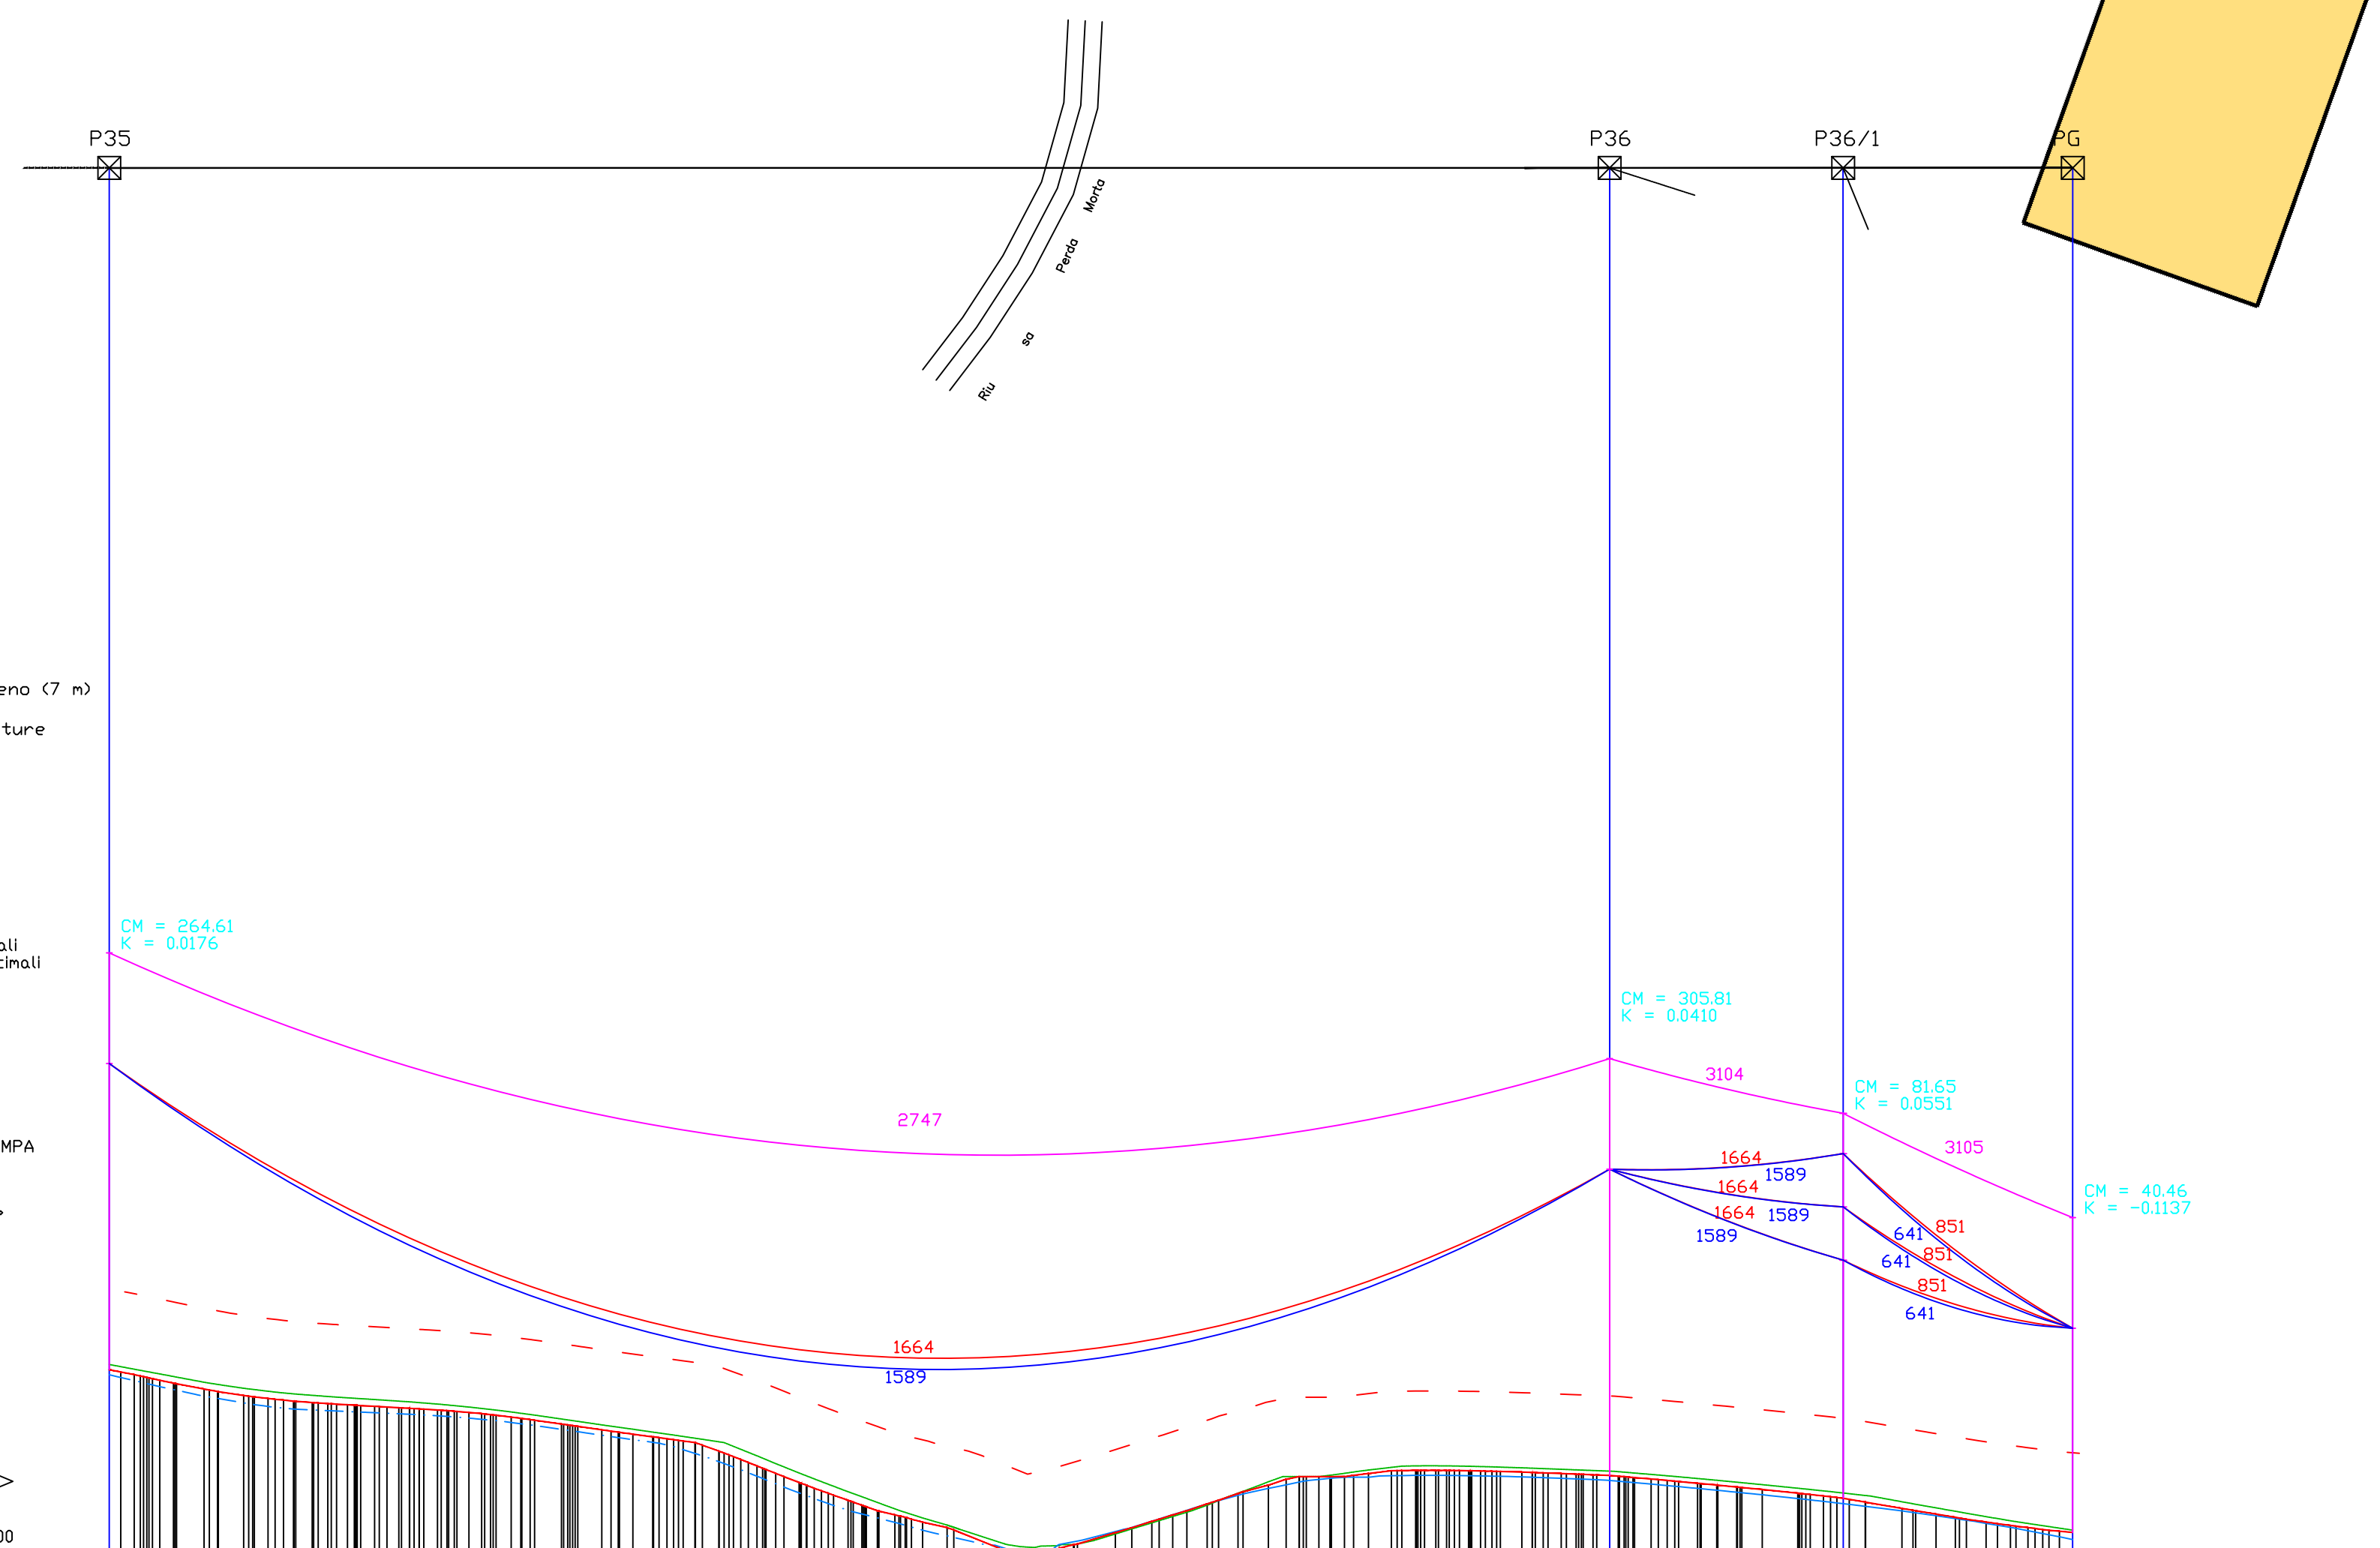 P35
P36
P36/1
PG
Riu sa Perda Morta
eno (7 m)
ture
CM = 264.61
K = 0.0176
ali
timali
CM = 305.81
K = 0.0410
3104
CM = 81.65
K = 0.0551
2747
MPA
3105
1664
1589
1664
1589
1664
1589
CM = 40.46
K = -0.1137
851
641
851
641
851
641
1664
1589
>
00